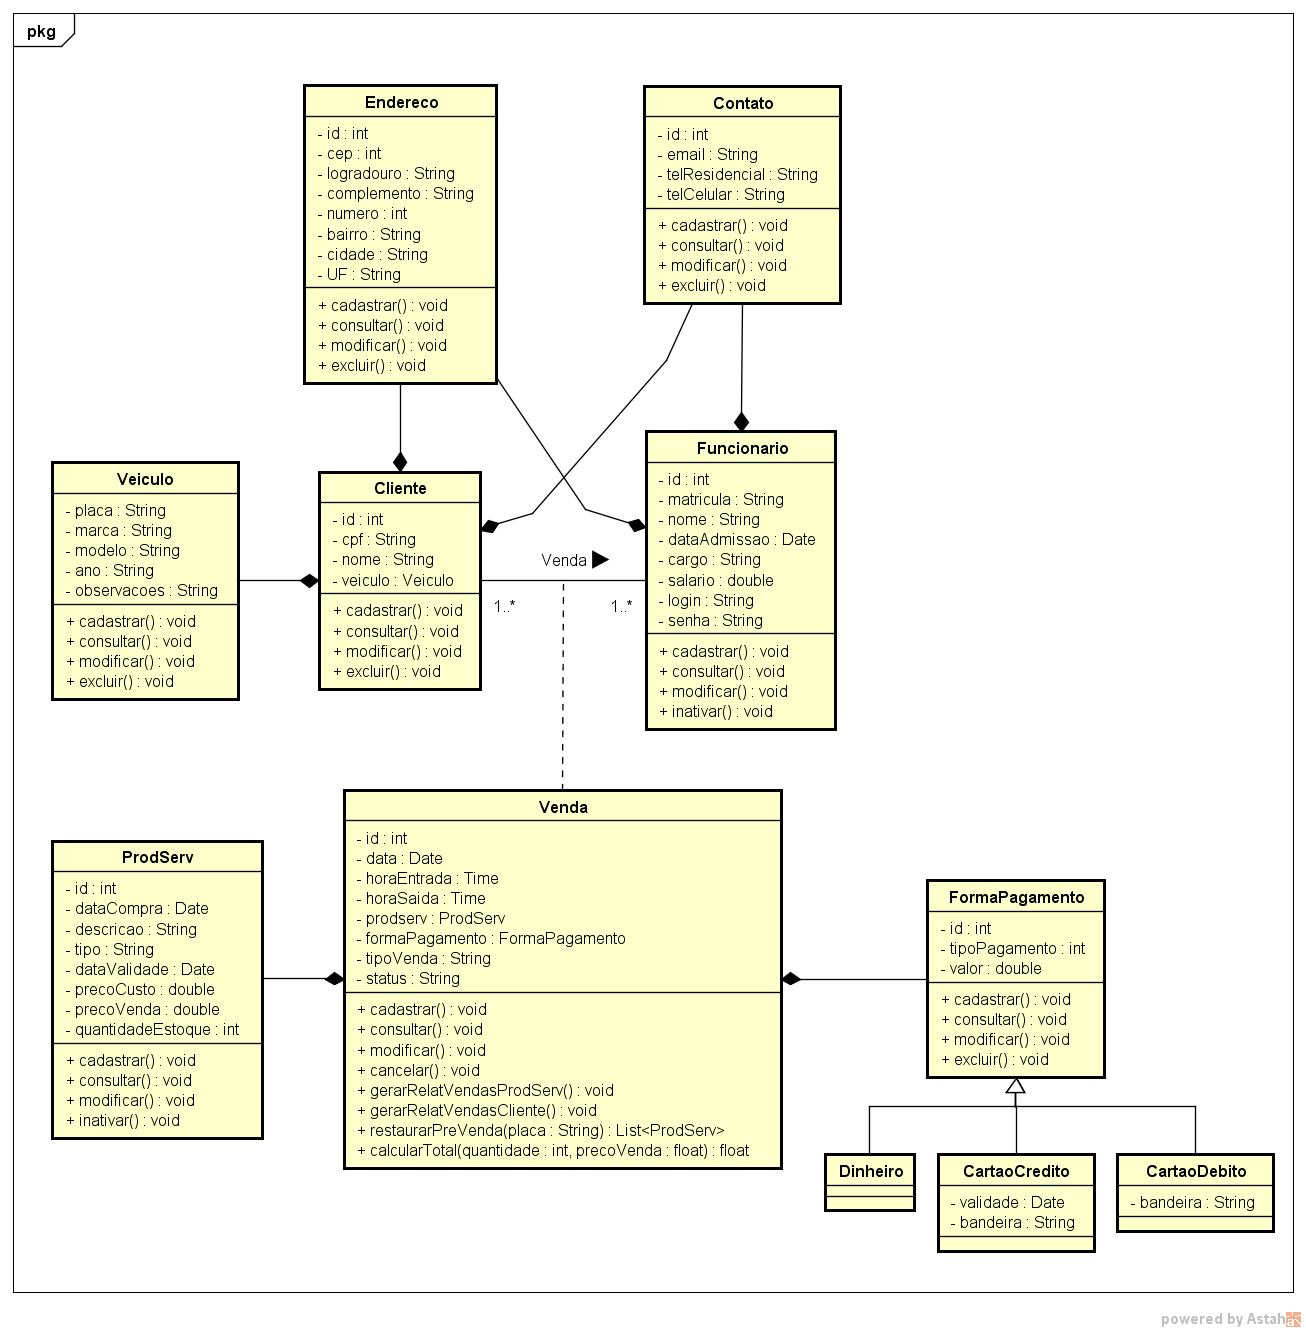 pkg
Endereco
- id : int
- cep : int
- logradouro : String
- complemento : String
- numero : int
- bairro : String
- cidade : String
- UF : String
+ cadastrar() : void
+ consultar() : void
+ modificar() : void
+ excluir() : void
Contato
- id : int
- email : String
- telResidencial : String
- telCelular : String
+ cadastrar() : void
+ consultar() : void
+ modificar() : void
+ excluir() : void
Veiculo
- placa : String
- marca : String
- modelo : String
- ano : String
- observacoes : String
+ cadastrar() : void
+ consultar() : void
+ modificar() : void
+ excluir() : void
Cliente
- id : int
- cpf : String
- nome : String
- veiculo : Veiculo
+ cadastrar() : void
+ consultar() : void
+ modificar() : void
+ excluir() : void
Venda
1..*
1..*
Funcionario
- id : int
- matricula : String
- nome : String
- dataAdmissao : Date
- cargo : String
- salario : double
- login : String
- senha : String
+ cadastrar() : void
+ consultar() : void
+ modificar() : void
+ inativar() : void
ProdServ
- id : int
- dataCompra : Date
- descricao : String
- tipo : String
- dataValidade : Date
- precoCusto : double
- precoVenda : double
- quantidadeEstoque : int
+ cadastrar() : void
+ consultar() : void
+ modificar() : void
+ inativar() : void
Venda
- id : int
- data : Date
- horaEntrada : Time
- horaSaida : Time
- prodserv : ProdServ
- formaPagamento : FormaPagamento
- tipoVenda : String
- status : String
+ cadastrar() : void
+ consultar() : void
+ modificar() : void
+ cancelar() : void
+ gerarRelatVendasProdServ() : void
+ gerarRelatVendasCliente() : void
+ restaurarPreVenda(placa : String) : List<ProdServ>
+ calcularTotal(quantidade : int, precoVenda : float) : float
FormaPagamento
- id : int
- tipoPagamento : int
- valor : double
+ cadastrar() : void
+ consultar() : void
+ modificar() : void
+ excluir() : void
Dinheiro
CartaoCredito
- validade : Date
- bandeira : String
CartaoDebito
- bandeira : String
powered by Astah